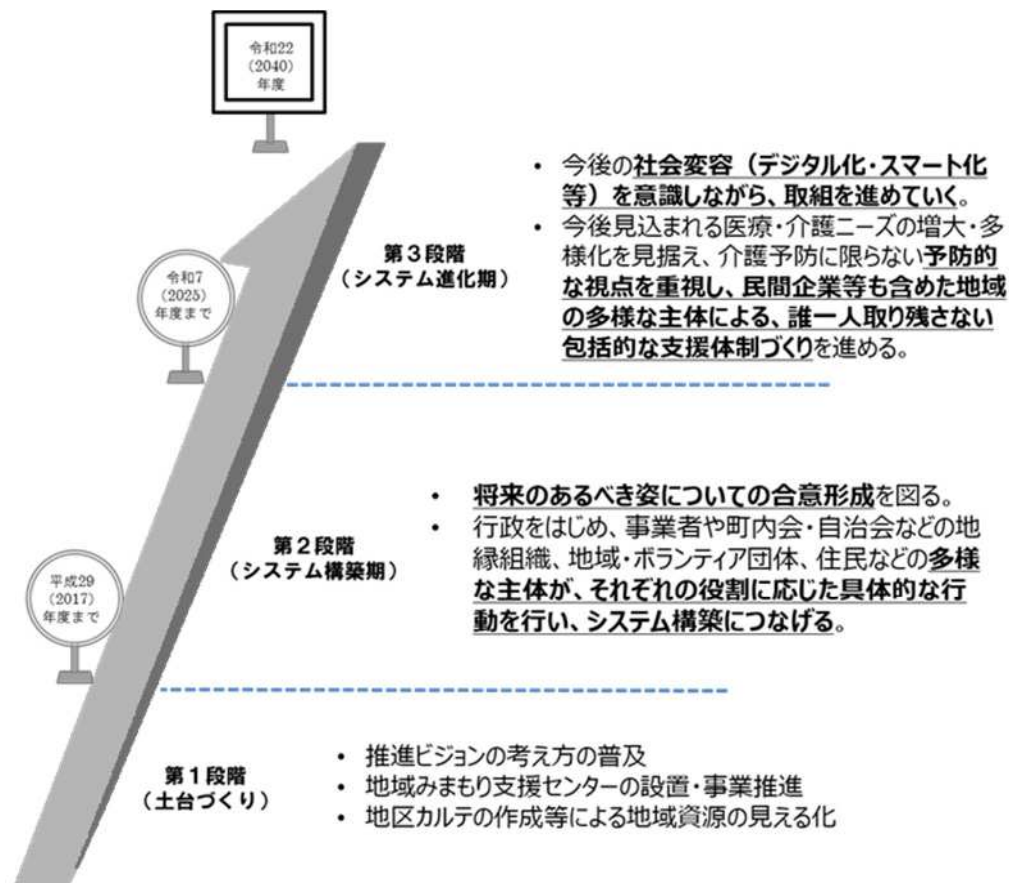 令和22
（2040）
年度
・ 今後の社会変容（デジタル化・スマート化
等）を意識しながら、取組を進めていく。
・ 今後見込まれる医療・介護ニーズの増大・多
様化を見据え、介護予防に限らない予防的
な視点を重視し、民間企業等も含めた地域
の多様な主体による、誰一人取り残さない
包括的な支援体制づくりを進める。
第３段階
（システム進化期）
令和7
（2025）
年度まで
・ 将来のあるべき姿についての合意形成を図る。
・ 行政をはじめ、事業者や町内会・自治会などの地
縁組織、地域・ボランティア団体、住民などの多様
な主体が、それぞれの役割に応じた具体的な行
動を行い、システム構築につなげる。
第２段階
（システム構築期）
平成29
（2017）
年度まで
第１段階
（土台づくり）
・ 推進ビジョンの考え方の普及
・ 地域みまもり支援センターの設置・事業推進
・ 地区カルテの作成等による地域資源の見える化